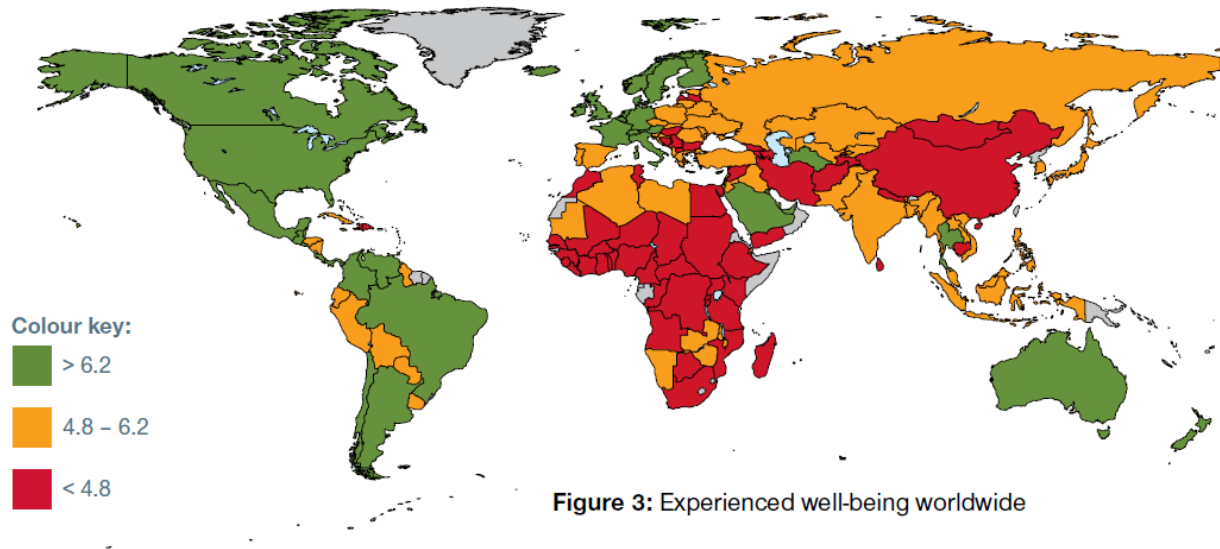 Colour key:
> 6.2
4.8 – 6.2
< 4.8
Figure 3: Experienced well-being worldwide